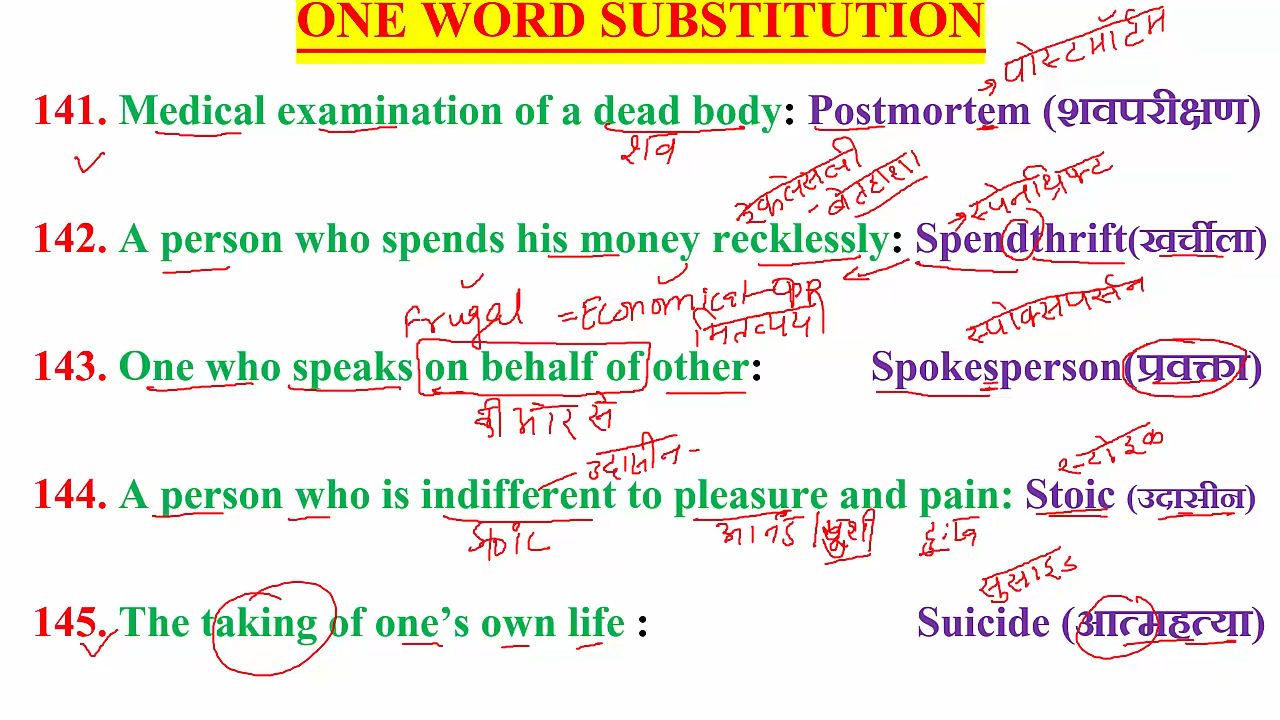 ONE WORD SUBSTITUTION
पोस्टमॉर्टम
141. Medical examination of a dead body: Postmortem (शवपरीक्षण)
शव
बेतहाशा
स्पेनथ्रिफ्ट
142. A person who spends his money recklessly: Spendthrift(खर्चीला)
Frugal = Economical
मितव्ययी
स्पोक्सपर्सन
143. One who speaks on behalf of other: Spokesperson(प्रवक्ता)
की ओर से
उदासीन -
स्टोइक
144. A person who is indifferent to pleasure and pain: Stoic (उदासीन)
Stoic
आनंद / खुशी
दुःख
सुसाइड
145. The taking of one's own life : Suicide (आत्महत्या)